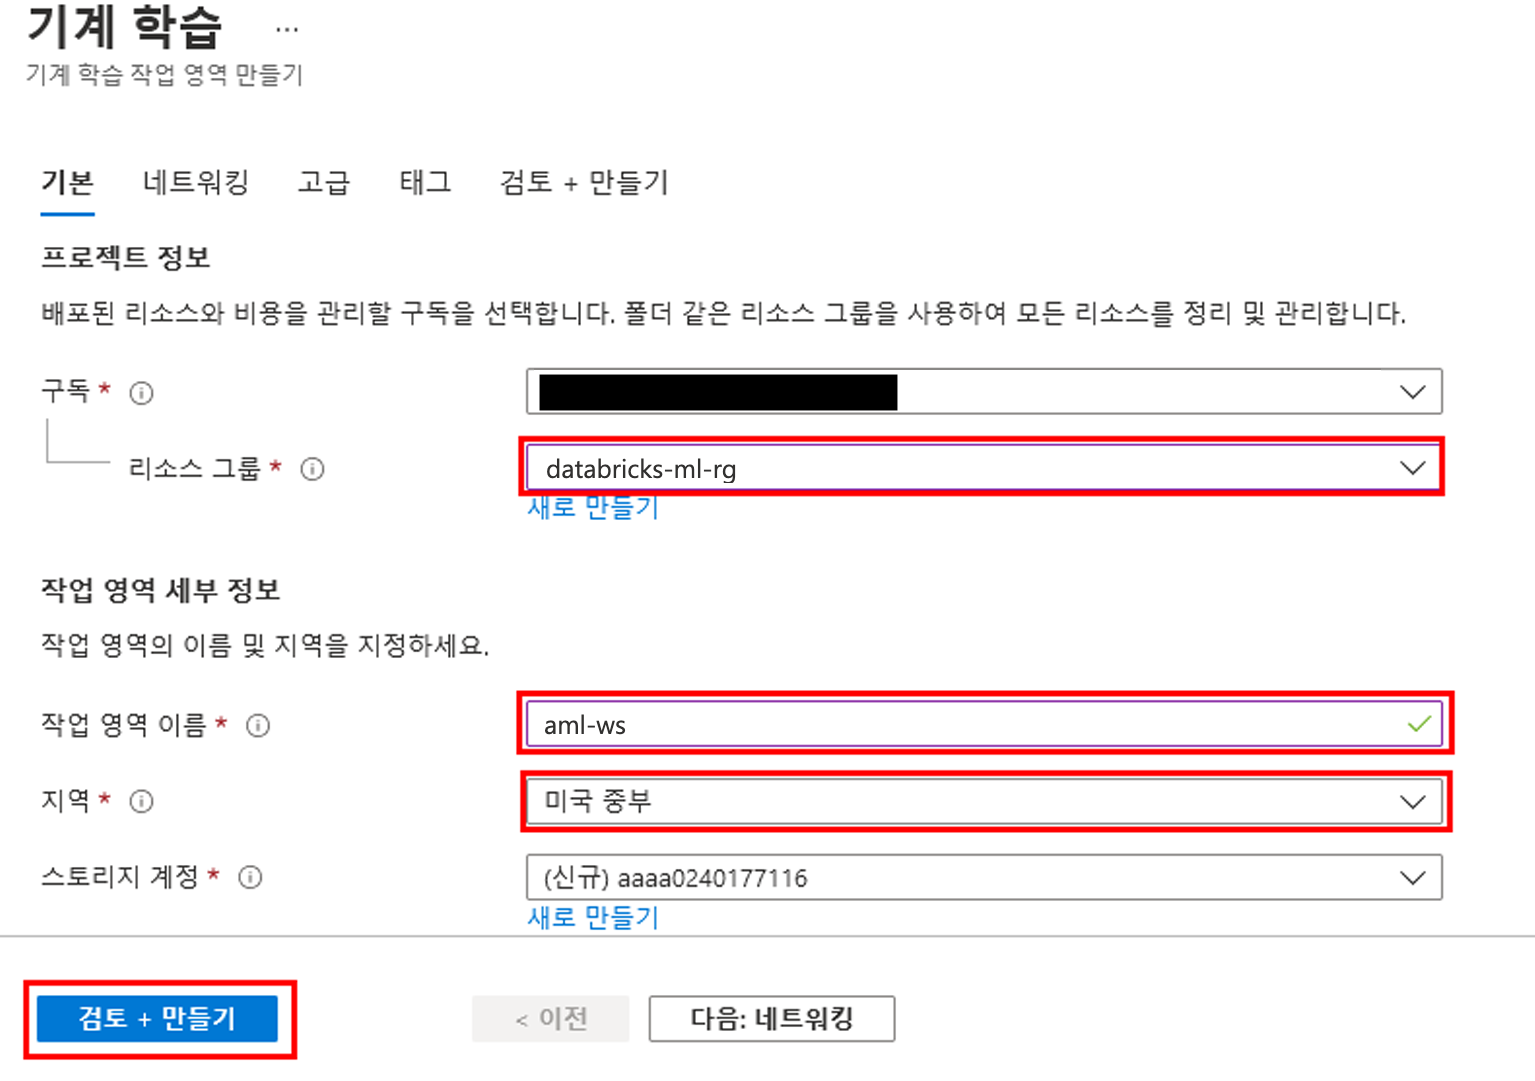 기계 학습 ...
기계 학습 작업 영역 만들기
기본 네트워킹 고급 태그 검토 + 만들기
프로젝트 정보
배포된 리소스와 비용을 관리할 구독을 선택합니다. 폴더 같은 리소스 그룹을 사용하여 모든 리소스를 정리 및 관리합니다.
구독 *
리소스 그룹 * databricks-ml-rg
새로 만들기
작업 영역 세부 정보
작업 영역의 이름 및 지역을 지정하세요.
작업 영역 이름 * aml-ws
지역 * 미국 중부
스토리지 계정 * (신규) aaaa0240177116
새로 만들기
검토 + 만들기 < 이전 다음: 네트워킹